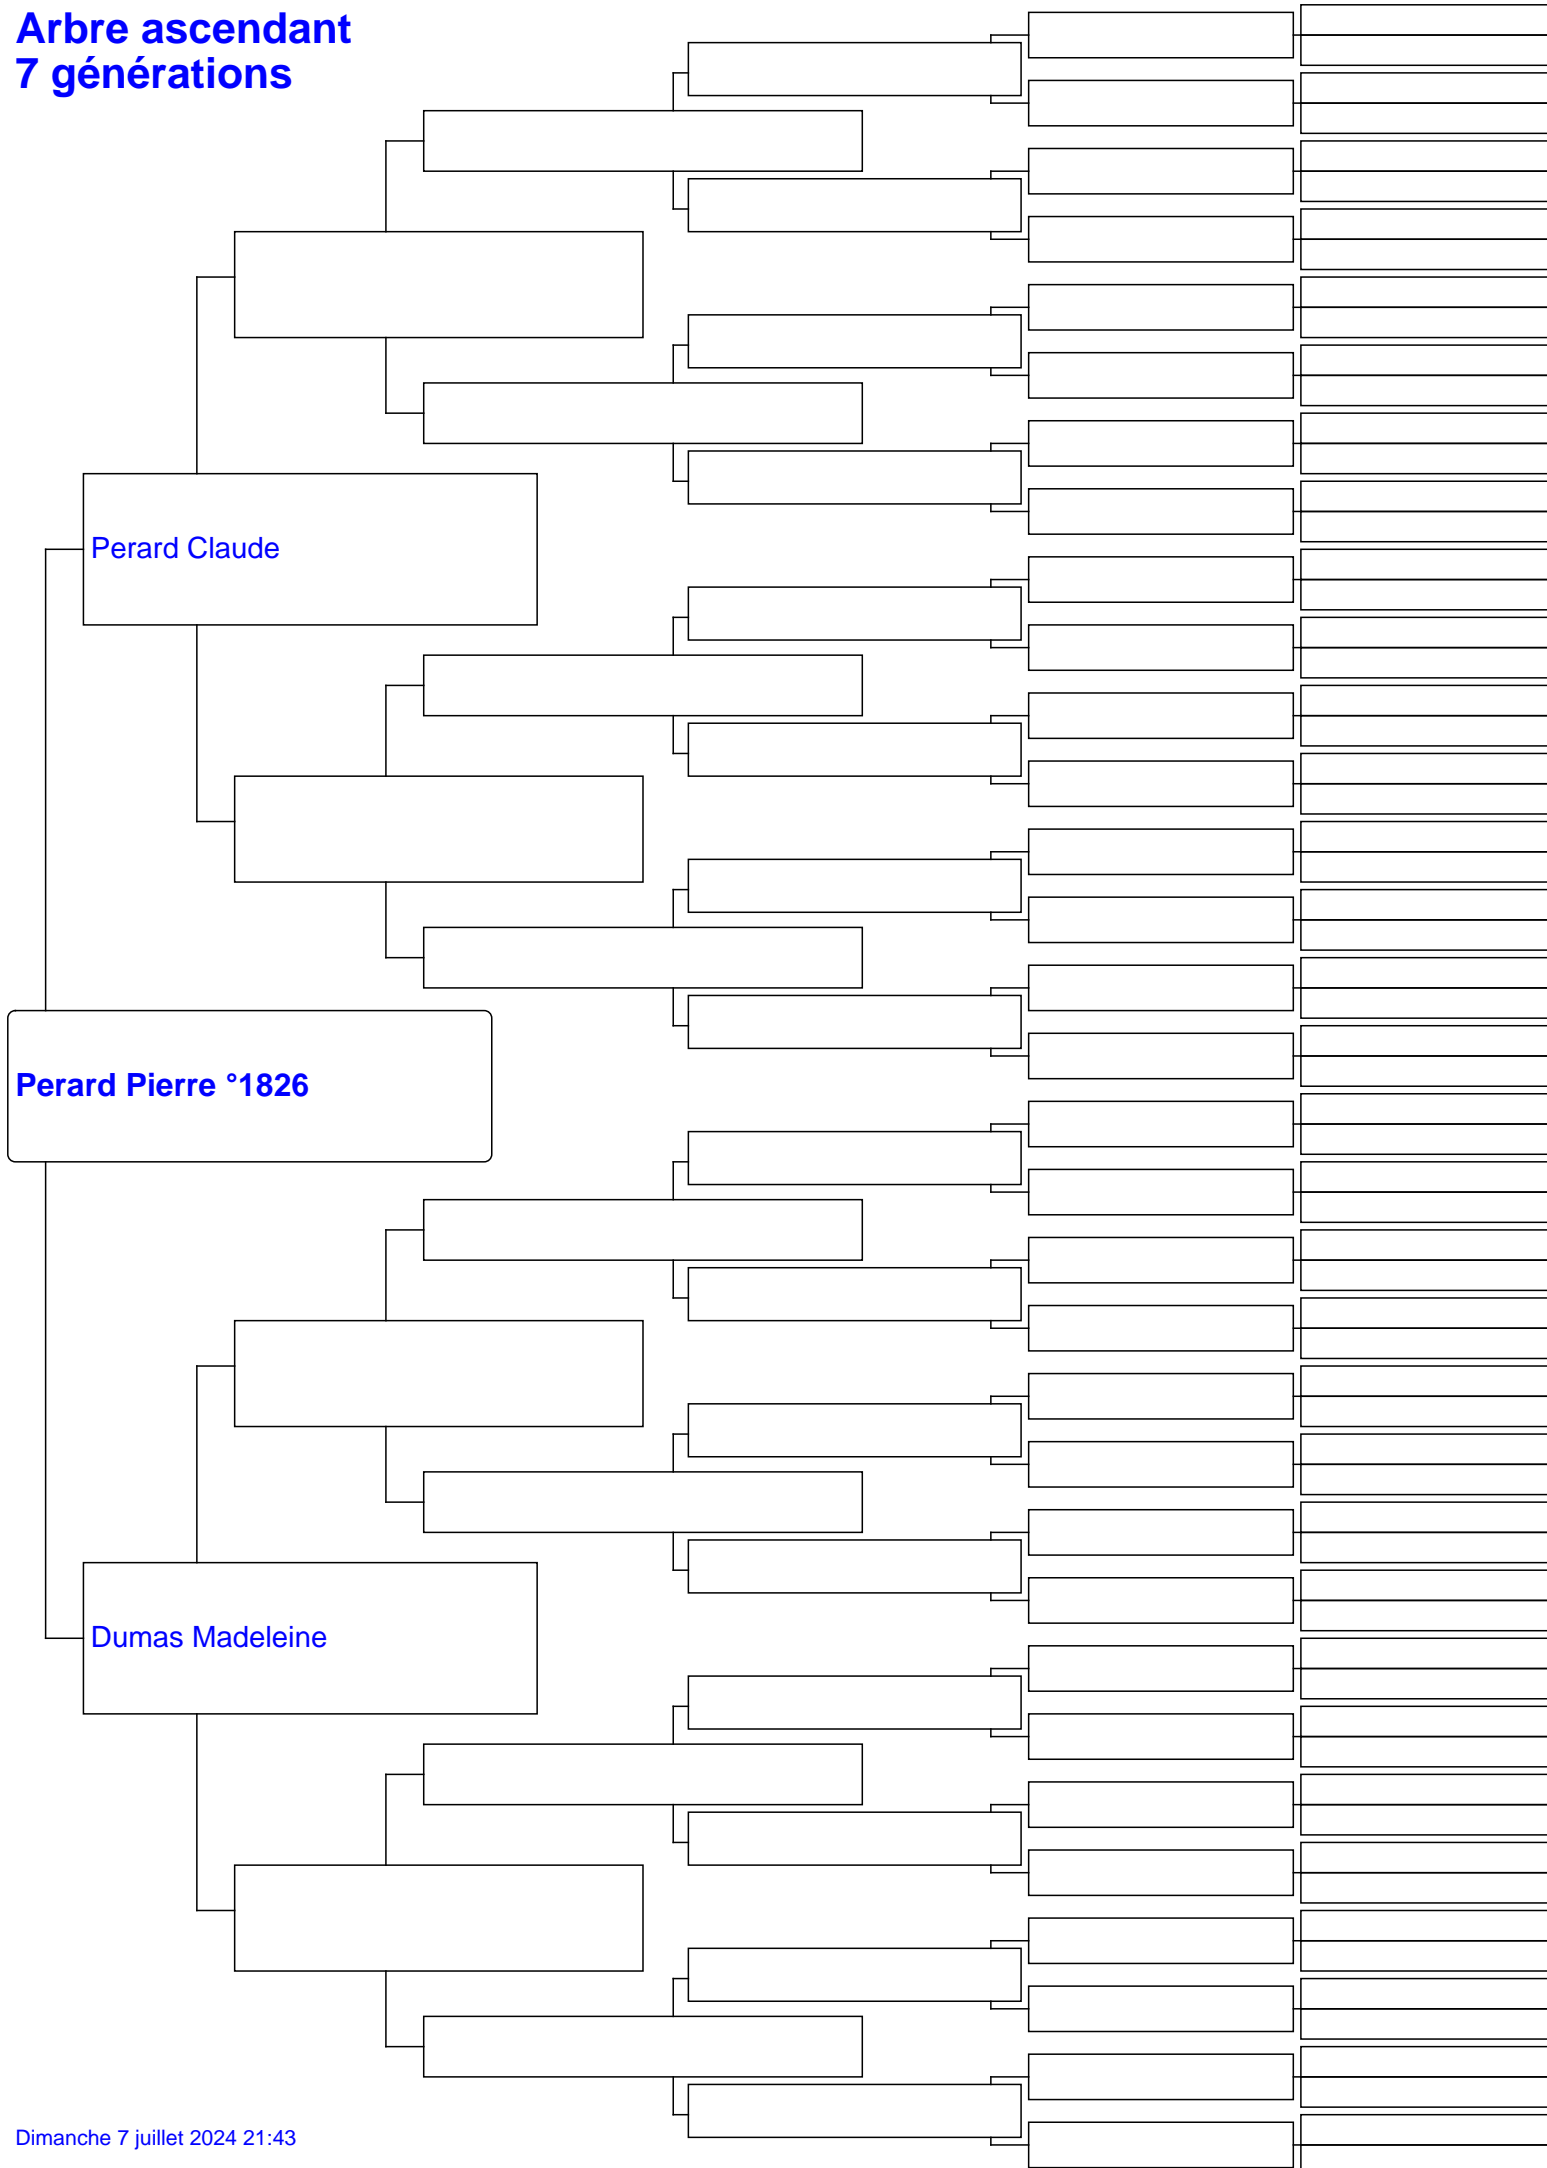 Arbre ascendant
7 générations
Perard Claude
Perard Pierre °1826
Dumas Madeleine
Dimanche 7 juillet 2024 21:43